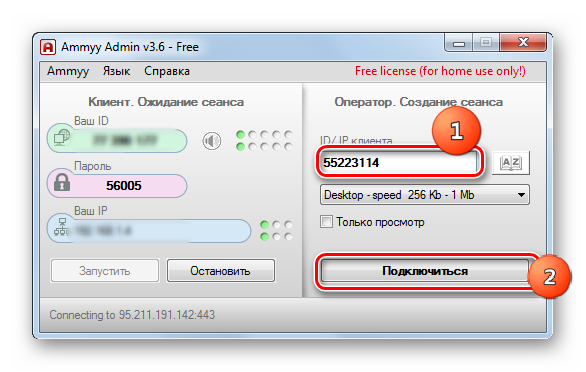 Ammyy Admin v3.6 - Free
Ammyy Язык Справка Free license (for home use only!)
Клиент. Ожидание сеанса
Ваш ID
Пароль
56005
Ваш IP
Запустить Остановить
Оператор. Создание сеанса
ID/ IP клиента
1
55223114
AZ
Desktop - speed 256 Kb - 1 Mb
Только просмотр
Подключиться
2
Connecting to 95.211.191.142:443